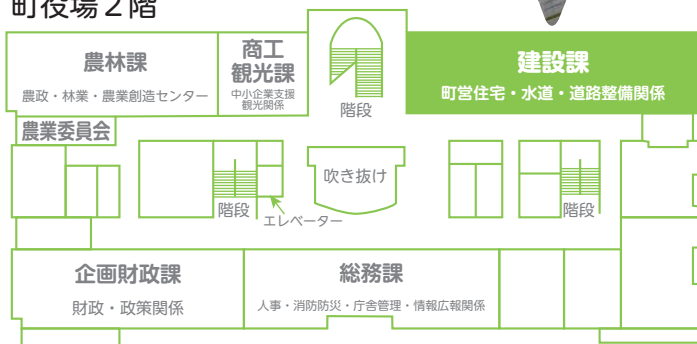 町役場２階
農林課
農政・林業・農業創造センター
商工
観光課
中小企業支援
観光関係
階段
建設課
町営住宅・水道・道路整備関係
農業委員会
階段
エレベーター
吹き抜け
階段
企画財政課
財政・政策関係
総務課
人事・消防防災・庁舎管理・情報広報関係